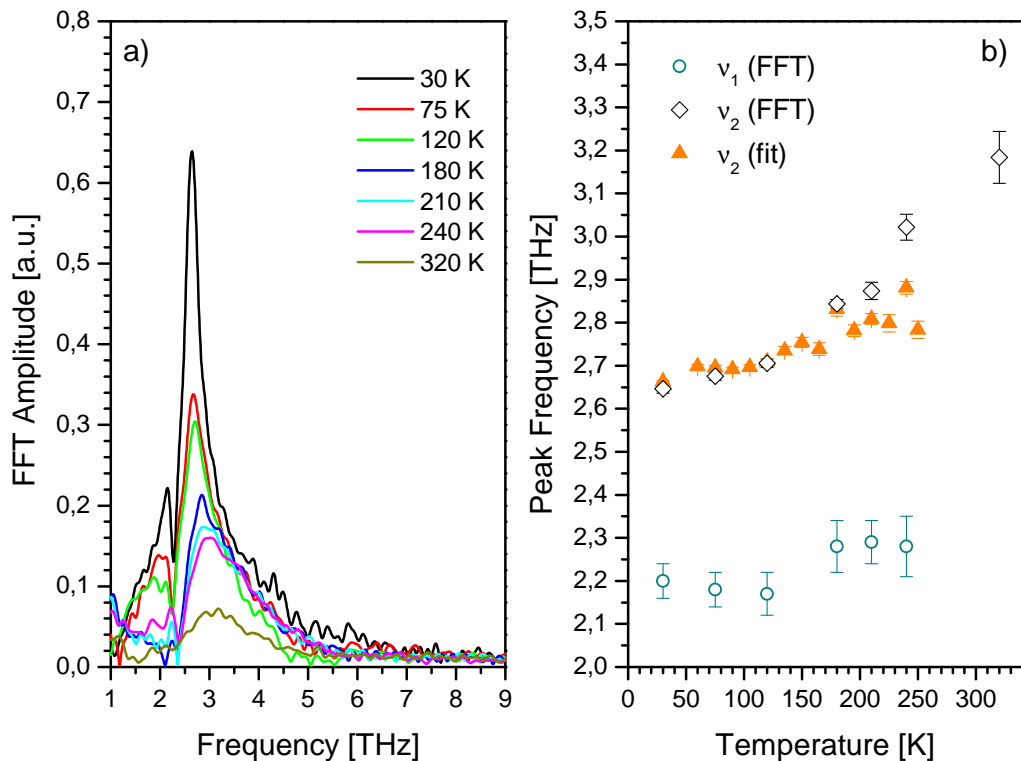 a)
30 K
75 K
120 K
180 K
210 K
240 K
320 K
0,8
0,7
0,6
0,5
0,4
0,3
0,2
0,1
0,0
FFT Amplitude [a.u.]
1 2 3 4 5 6 7 8 9
Frequency [THz]
b)
ν₁ (FFT)
ν₂ (FFT)
ν₂ (fit)
3,5
3,4
3,3
3,2
3,1
3,0
2,9
2,8
2,7
2,6
2,5
2,4
2,3
2,2
2,1
2,0
Peak Frequency [THz]
0 50 100 150 200 250 300
Temperature [K]